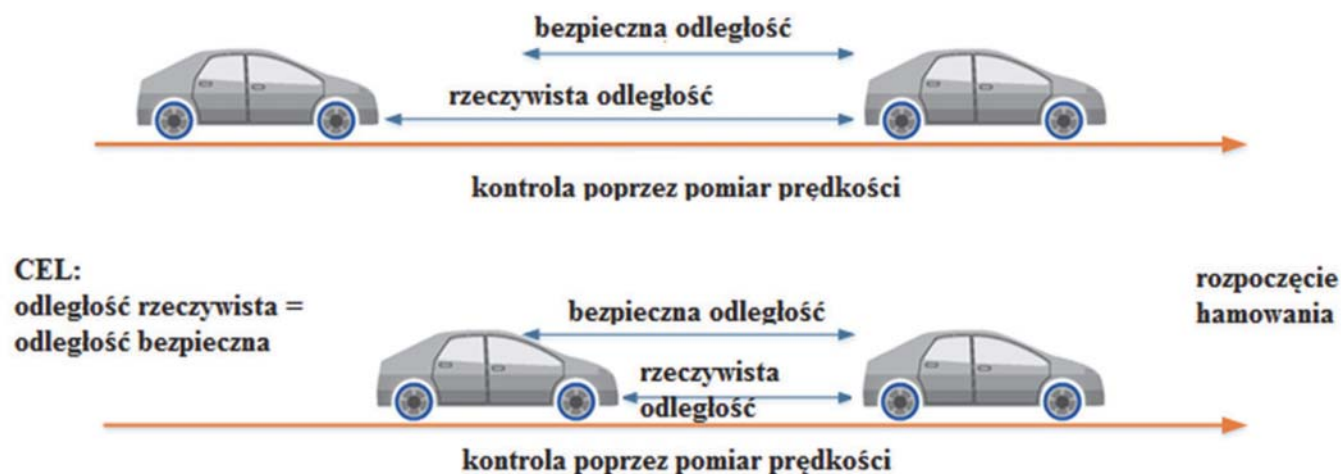 bezpieczna odległość
rzeczywista odległość
kontrola poprzez pomiar prędkości
CEL:
odległość rzeczywista =
odległość bezpieczna
rozpoczęcie
hamowania
bezpieczna odległość
rzeczywista
odległość
kontrola poprzez pomiar prędkości